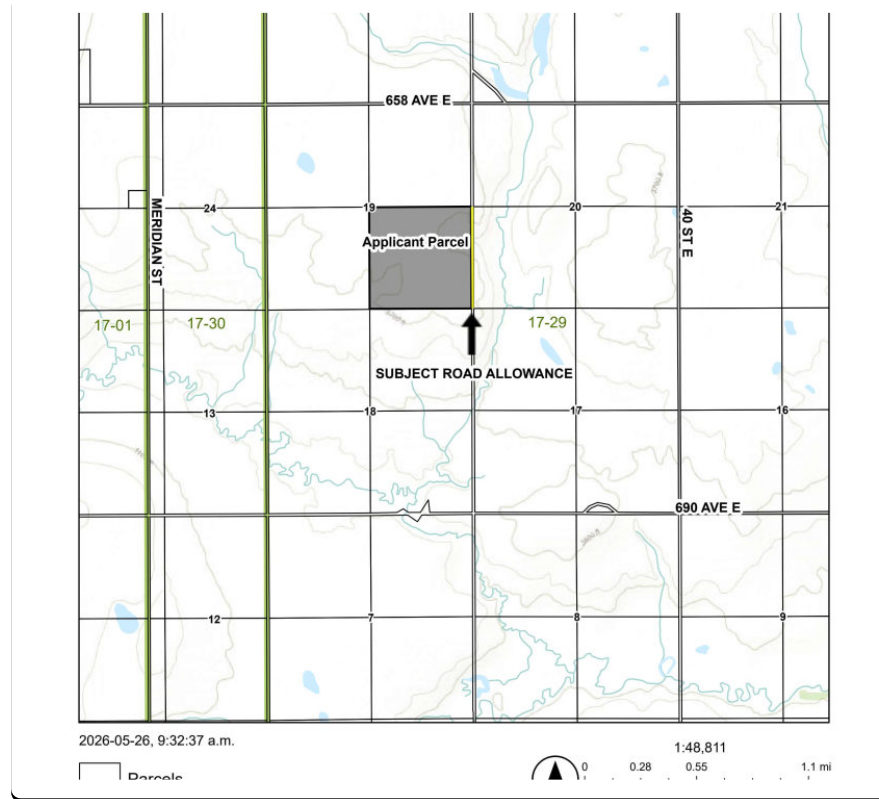 658 AVE E
24
19
20
21
MERIDIAN ST
40 ST E
Applicant Parcel
17-01
17-30
17-29
SUBJECT ROAD ALLOWANCE
13
18
17
16
690 AVE E
12
7
8
9
2026-05-26, 9:32:37 a.m.
1:48,811
Parcels
0
0.28
0.55
1.1 mi